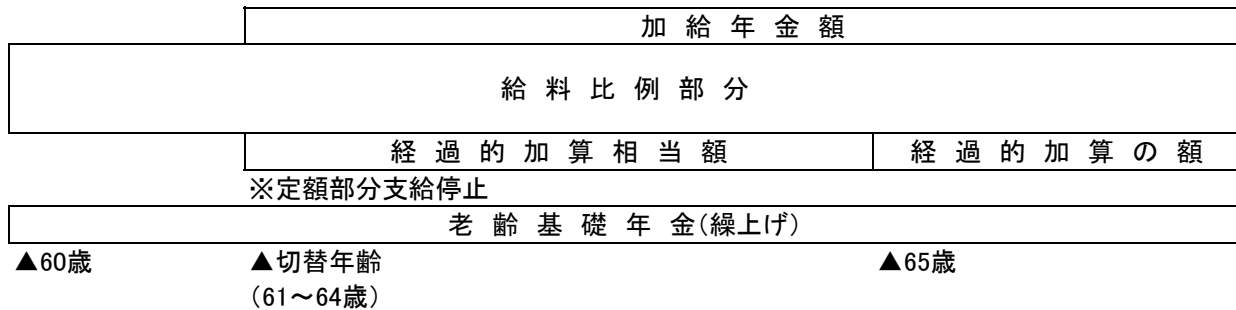 加給年金額
給料比例部分
経過的加算相当額 経過的加算の額
※定額部分支給停止
老齢基礎年金(繰上げ)
▲60歳 ▲切替年齢 ▲65歳
(61～64歳)